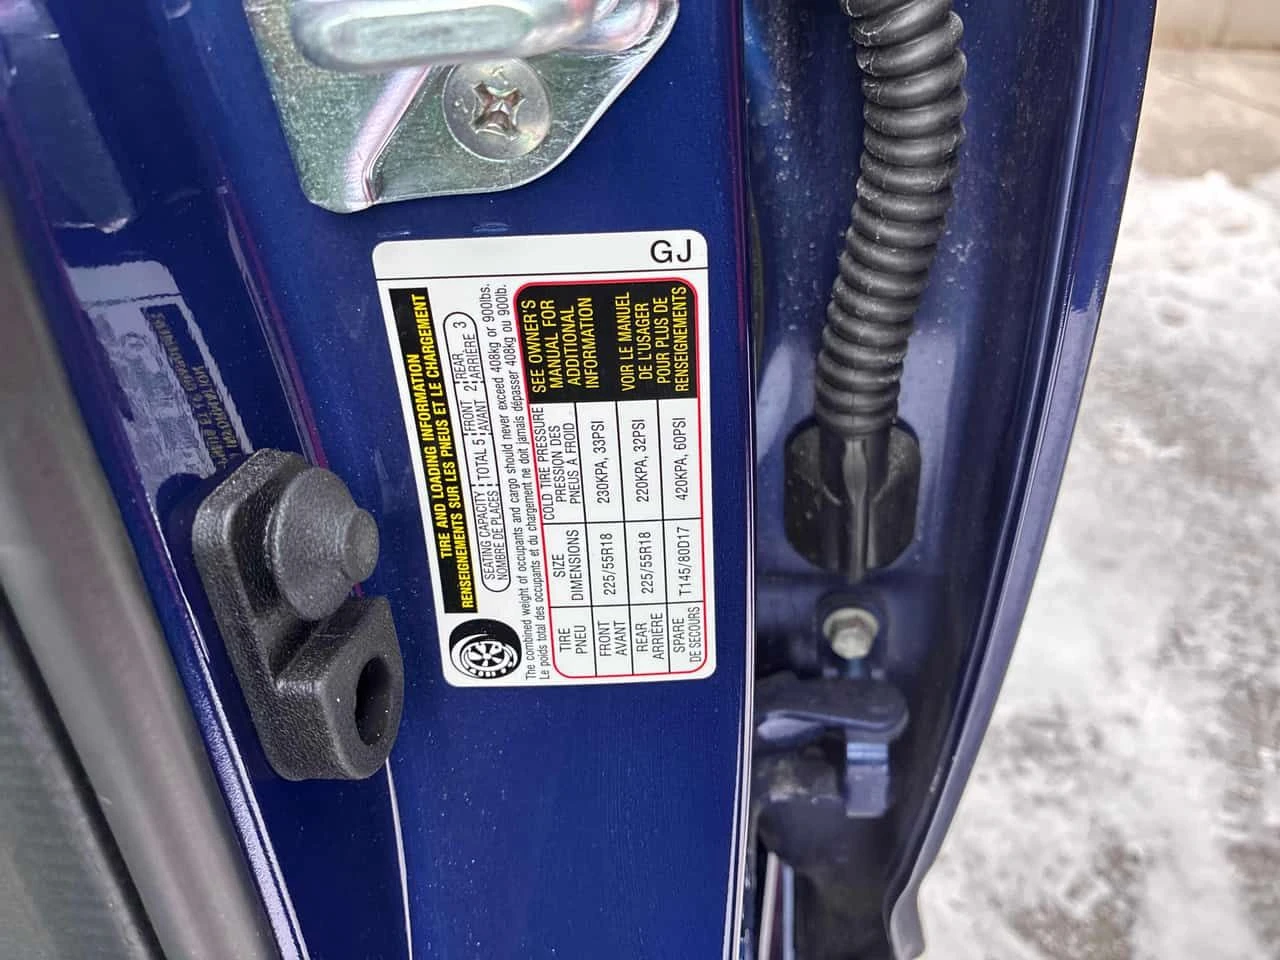 GJ
TIRE AND LOADING INFORMATION
RENSEIGNEMENTS SUR LES PNEUS ET LE CHARGEMENT
SEATING CAPACITY TOTAL 5 FRONT 2 REAR 3
NOMBRE DE PLACES AVANT ARRIÈRE
The combined weight of occupants and cargo should never exceed 408kg or 900lbs.
Le poids total des occupants et du chargement ne doit jamais dépasser 408kg ou 900lb.
TIRE
PNEU
SIZE
DIMENSIONS
COLD TIRE PRESSURE
PRESSION DES
PNEUS A FROID
SEE OWNER'S
MANUAL FOR
ADDITIONAL
INFORMATION
FRONT
AVANT
225/55R18
230KPA, 33PSI
REAR
ARRIÈRE
225/55R18
220KPA, 32PSI
SPARE
DE SECOURS
T145/80D17
420KPA, 60PSI
VOIR LE MANUEL
DE L'USAGER
POUR PLUS DE
RENSEIGNEMENTS